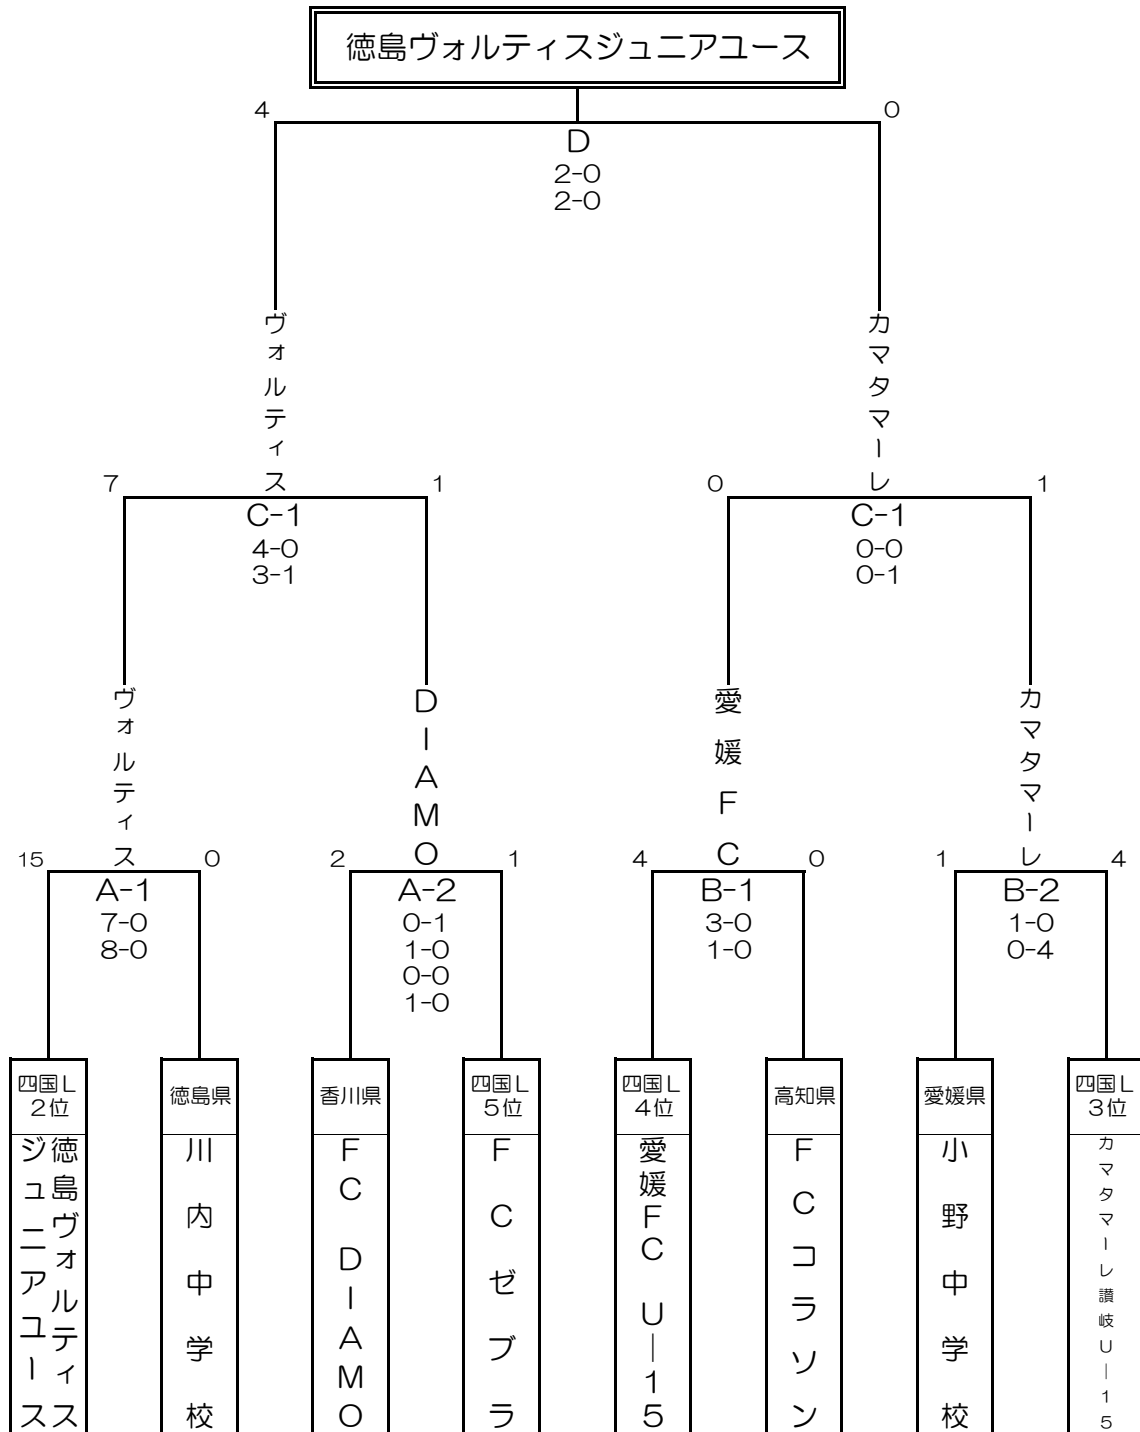 徳島ヴォルティスジュニアユース
4
0
D
2-0
2-0
ヴォルティス
カマタマーレ
7
1
0
1
C-1
4-0
3-1
C-1
0-0
0-1
ヴォルティス
DIAMO
愛媛FC
カマタマーレ
15
0
2
1
4
0
1
4
A-1
7-0
8-0
A-2
0-1
1-0
0-0
1-0
B-1
3-0
1-0
B-2
1-0
0-4
四国L
2位
徳島県
香川県
四国L
5位
四国L
4位
高知県
愛媛県
四国L
3位
徳島ヴォルティス
ジュニアユース
川内中学校
FC DIAMO
FCゼブラ
愛媛FC U―15
FCコラソン
小野中学校
カマタマーレ讃岐U―15